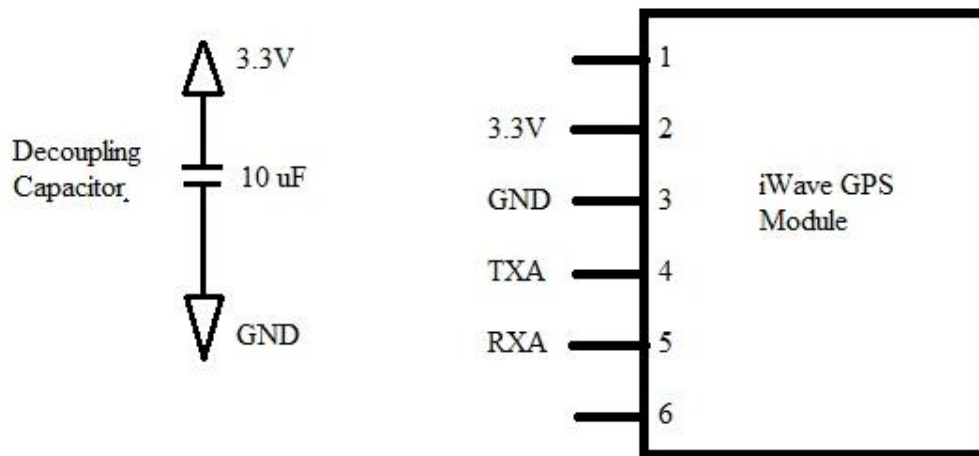 3.3V
Decoupling
Capacitor
10 uF
GND
1
3.3V
2
GND
3
TXA
4
RXA
5
6
iWave GPS
Module